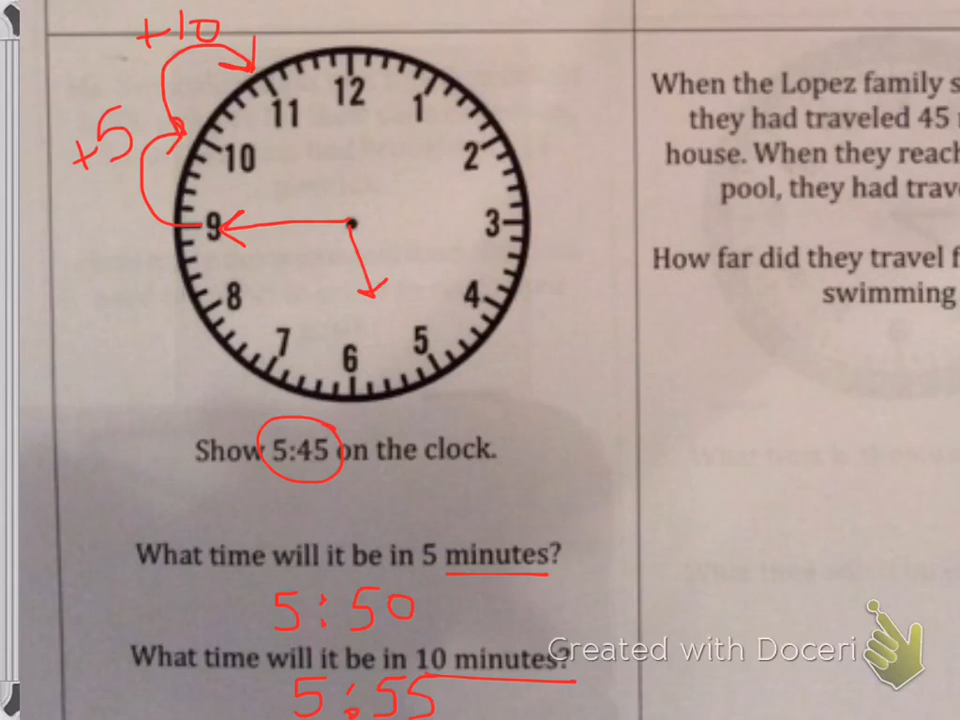 +10
+5
12
11
1
10
2
9
3
8
4
7
5
6
Show 5:45 on the clock.
What time will it be in 5 minutes?
5:50
What time will it be in 10 minutes?
5:55
When the Lopez family
they had traveled 45
house. When they
pool, they had
How far did they travel
swimming
Created with Doceri